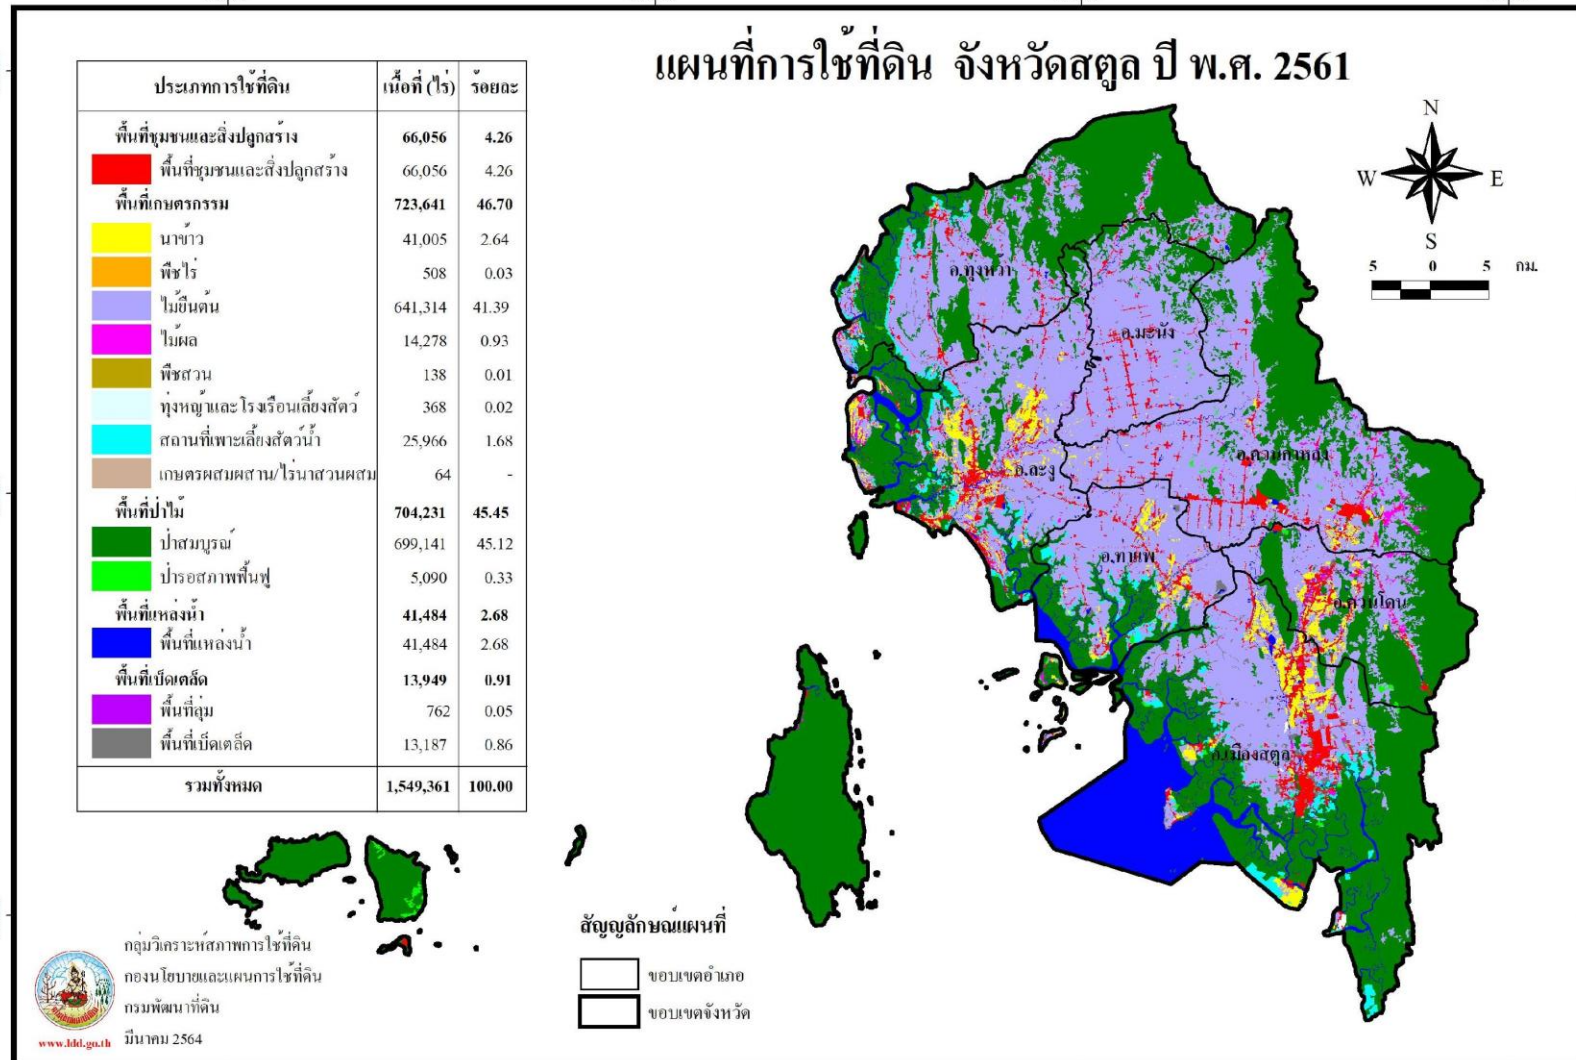 แผนที่การใช้ที่ดิน จังหวัดสตูล ปี พ.ศ. 2561
ประเภทการใช้ที่ดิน เนื้อที่ (ไร่) ร้อยละ
พื้นที่ชุมชนและสิ่งปลูกสร้าง 66,056 4.26
พื้นที่ชุมชนและสิ่งปลูกสร้าง 66,056 4.26
พื้นที่เกษตรกรรม 723,641 46.70
นาข้าว 41,005 2.64
พืชไร่ 508 0.03
ไม้ยืนต้น 641,314 41.39
ไม้ผล 14,278 0.93
พืชสวน 138 0.01
ทุ่งหญ้าและโรงเรือนเลี้ยงสัตว์ 368 0.02
สถานที่เพาะเลี้ยงสัตว์น้ำ 25,966 1.68
เกษตรผสมผสาน/ไร่นาสวนผสม 64 -
พื้นที่ป่าไม้ 704,231 45.45
ป่าสมบูรณ์ 699,141 45.12
ป่ารอสภาพฟื้นฟู 5,090 0.33
พื้นที่แหล่งน้ำ 41,484 2.68
พื้นที่แหล่งน้ำ 41,484 2.68
พื้นที่เบ็ดเตล็ด 13,949 0.91
พื้นที่ลุ่ม 762 0.05
พื้นที่เบ็ดเตล็ด 13,187 0.86
รวมทั้งหมด 1,549,361 100.00
N
W E
S
5 0 5 กม.
อ.ทุ่งหว้า
อ.มะนัง
อ.ควนกาหลง
อ.ละงู
อ.ท่าแพ
อ.ควนโดน
อ.เมืองสตูล
สัญญลักษณ์แผนที่
ขอบเขตอำเภอ
ขอบเขตจังหวัด
กลุ่มวิเคราะห์สภาพการใช้ที่ดิน
กองนโยบายและแผนการใช้ที่ดิน
กรมพัฒนาที่ดิน
มีนาคม 2564
www.ldd.go.th